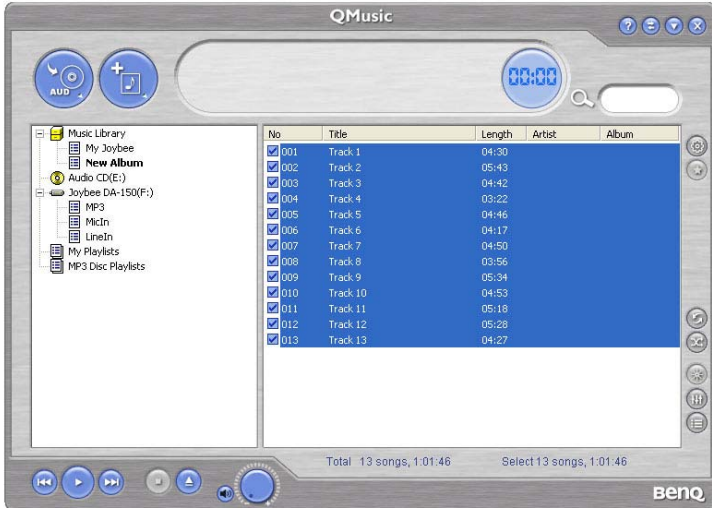 QMusic
AUD
00:00
Music Library
My Joybee
New Album
Audio CD(E:)
Joybee DA-150(F:)
MP3
MicIn
LineIn
My Playlists
MP3 Disc Playlists
No Title Length Artist Album
001 Track 1 04:30
002 Track 2 05:43
003 Track 3 04:42
004 Track 4 03:22
005 Track 5 04:46
006 Track 6 04:17
007 Track 7 04:50
008 Track 8 03:56
009 Track 9 05:34
010 Track 10 04:53
011 Track 11 05:18
012 Track 12 05:28
013 Track 13 04:27
Total 13 songs, 1:01:46 Select 13 songs, 1:01:46
BenQ